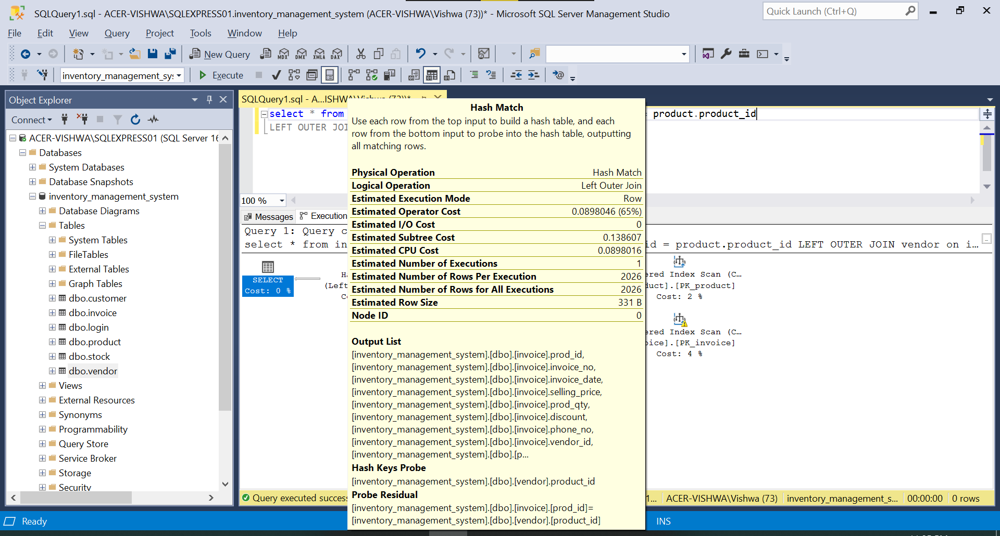 SQLQuery1.sql - ACER-VISHWA\SQLEXPRESS01.inventory_management_system (ACER-VISHWA\Vishwa (73))* - Microsoft SQL Server Management Studio
Quick Launch (Ctrl+Q)
File Edit View Query Project Tools Window Help
New Query MDX DMX XMLA DAX
inventory_management_sys Execute
Object Explorer
Connect
ACER-VISHWA\SQLEXPRESS01 (SQL Server 16
Databases
System Databases
Database Snapshots
inventory_management_system
Database Diagrams
Tables
System Tables
FileTables
External Tables
Graph Tables
dbo.customer
dbo.invoice
dbo.login
dbo.product
dbo.stock
dbo.vendor
Views
External Resources
Synonyms
Programmability
Query Store
Service Broker
Storage
Security
SQLQuery1.sql - A...ISHWA\Vishwa (73))*
select * from
product.product_id
LEFT OUTER JOI
100 %
Messages Execution
Query 1: Query c
select * from in
id = product.product_id LEFT OUTER JOIN vendor on i...
SELECT
Cost: 0 %
(Left
ered Index Scan (C...
duct].[PK_product]
Cost: 2 %
ered Index Scan (C...
oice].[PK_invoice]
Cost: 4 %
Hash Match
Use each row from the top input to build a hash table, and each
row from the bottom input to probe into the hash table, outputting
all matching rows.
Physical Operation Hash Match
Logical Operation Left Outer Join
Estimated Execution Mode Row
Estimated Operator Cost 0.0898046 (65%)
Estimated I/O Cost 0
Estimated Subtree Cost 0.138607
Estimated CPU Cost 0.0898016
Estimated Number of Executions 1
Estimated Number of Rows Per Execution 2026
Estimated Number of Rows for All Executions 2026
Estimated Row Size 331 B
Node ID 0
Output List
[inventory_management_system].[dbo].[invoice].prod_id,
[inventory_management_system].[dbo].[invoice].invoice_no,
[inventory_management_system].[dbo].[invoice].invoice_date,
[inventory_management_system].[dbo].[invoice].selling_price,
[inventory_management_system].[dbo].[invoice].prod_qty,
[inventory_management_system].[dbo].[invoice].discount,
[inventory_management_system].[dbo].[invoice].phone_no,
[inventory_management_system].[dbo].[invoice].vendor_id,
[inventory_management_system].[dbo].[p...
Hash Keys Probe
[inventory_management_system].[dbo].[vendor].product_id
Probe Residual
[inventory_management_system].[dbo].[invoice].[prod_id]=
[inventory_management_system].[dbo].[vendor].[product_id]
Query executed success
1... ACER-VISHWA\Vishwa (73) inventory_management_s... 00:00:00 0 rows
Ready INS